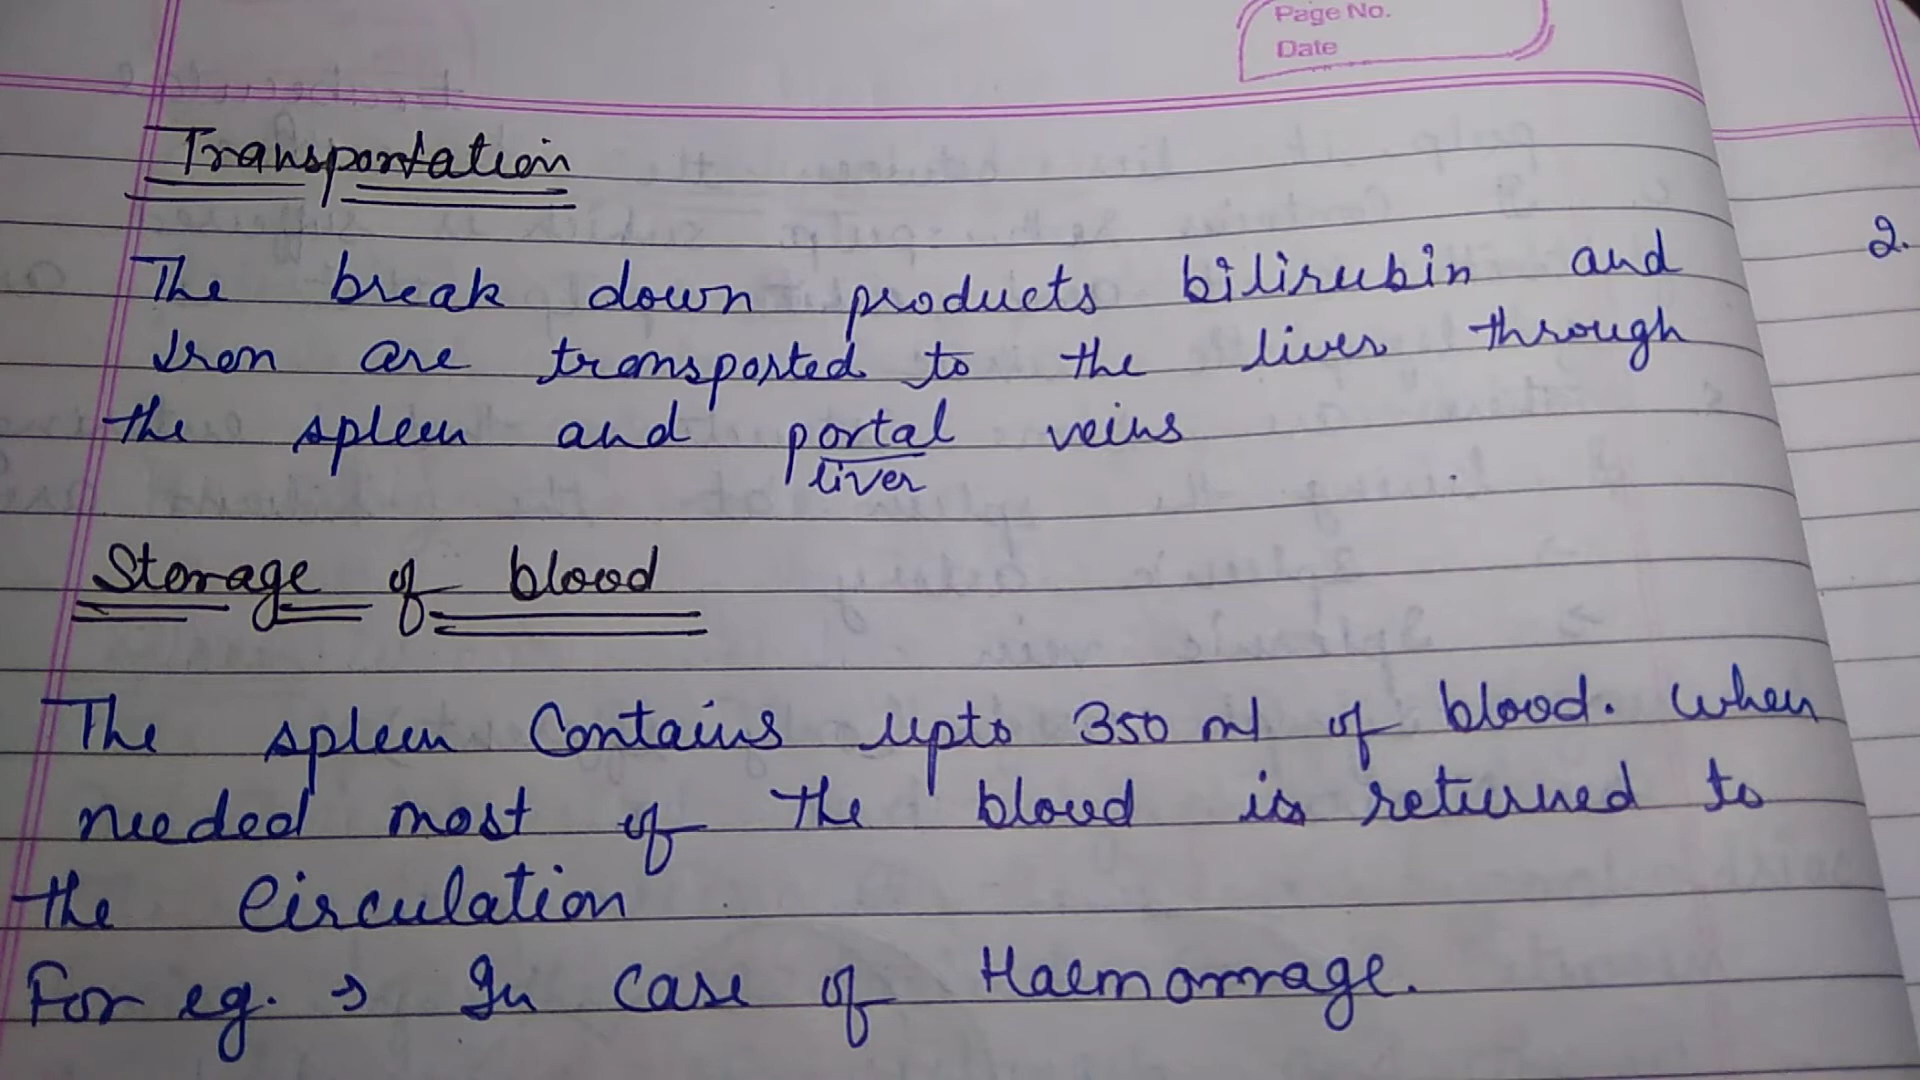 Page No.
Date
Transportation
The break down products bilirubin and
Iron are transported to the liver through
the spleen and portal veins
liver
Storage of blood
The spleen Contains upto 350 ml of blood. When
needed most of the blood is returned to
the Circulation
For eg. → In case of Haemorrage.
2.